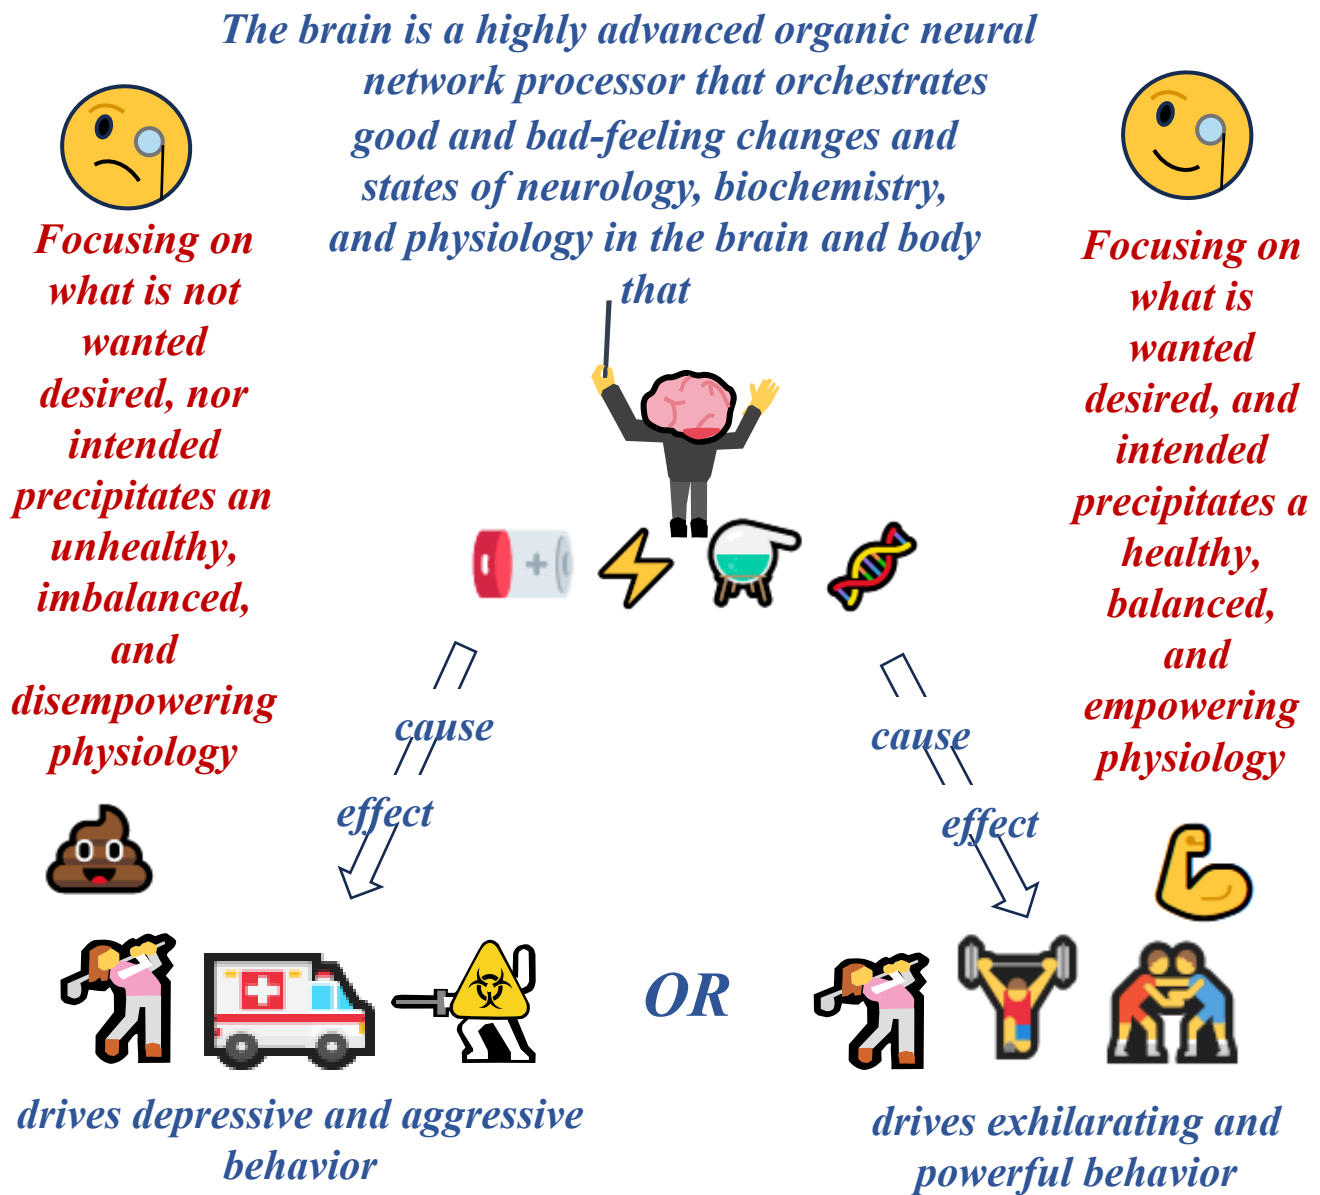 The brain is a highly advanced organic neural
network processor that orchestrates
good and bad-feeling changes and
states of neurology, biochemistry,
and physiology in the brain and body
that
Focusing on
what is not
wanted
desired, nor
intended
precipitates an
unhealthy,
imbalanced,
and
disempowering
physiology
Focusing on
what is
wanted
desired, and
intended
precipitates a
healthy,
balanced,
and
empowering
physiology
cause
effect
cause
effect
OR
drives depressive and aggressive
behavior
drives exhilarating and
powerful behavior